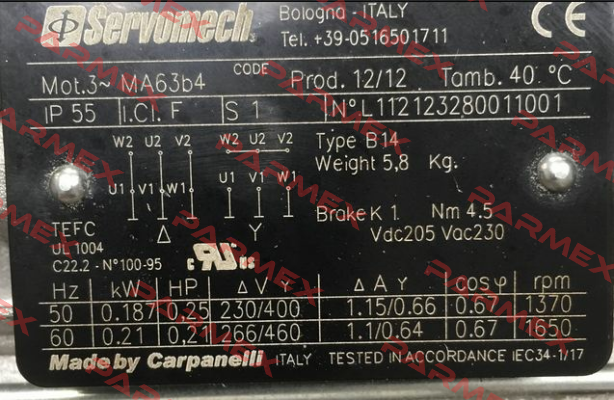 Servomech
Bologna - ITALY
CE
Tel. +39-0516501711
Mot.3~ MA63b4 CODE Prod. 12/12 Tamb. 40 °C
IP 55 I.Cl. F S 1 N°L112123280011001
W2 U2 V2 W2 U2 V2 Type B14
Weight 5,8 Kg.
U1 V1 W1 U1 V1 W1
Brake K 1 Nm 4.5
TEFC Δ Y Vdc205 Vac230
UL 1004
C22.2 - N°100-95 c RU us
Hz kW HP Δ V Y Δ A Y cosφ rpm
50 0.187 0,25 230/400 1.15/0.66 0.67 1370
60 0.21 0,21 266/460 1.1/0.64 0.67 1650
Made by Carpanelli ITALY TESTED IN ACCORDANCE IEC34-1/17
PARMEX